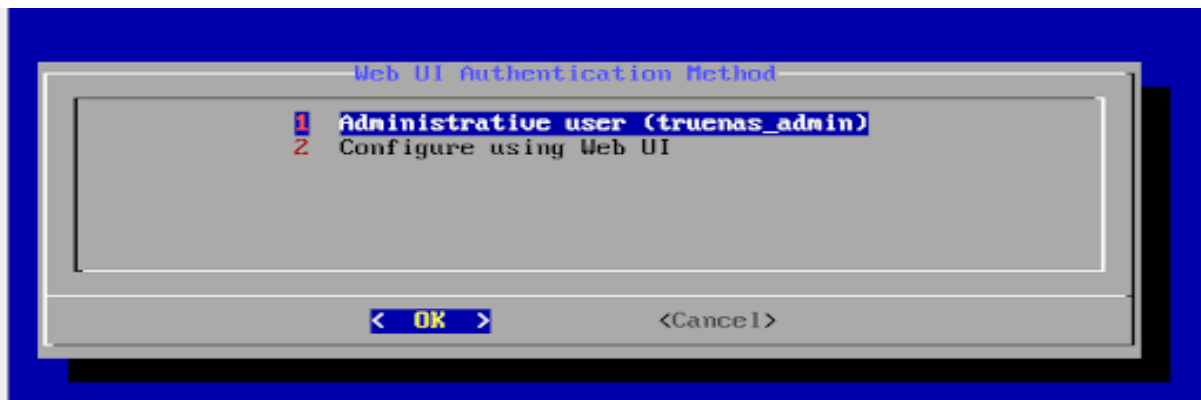 Web UI Authentication Method
1 Administrative user (truenas_admin)
2 Configure using Web UI
< OK > <Cancel>